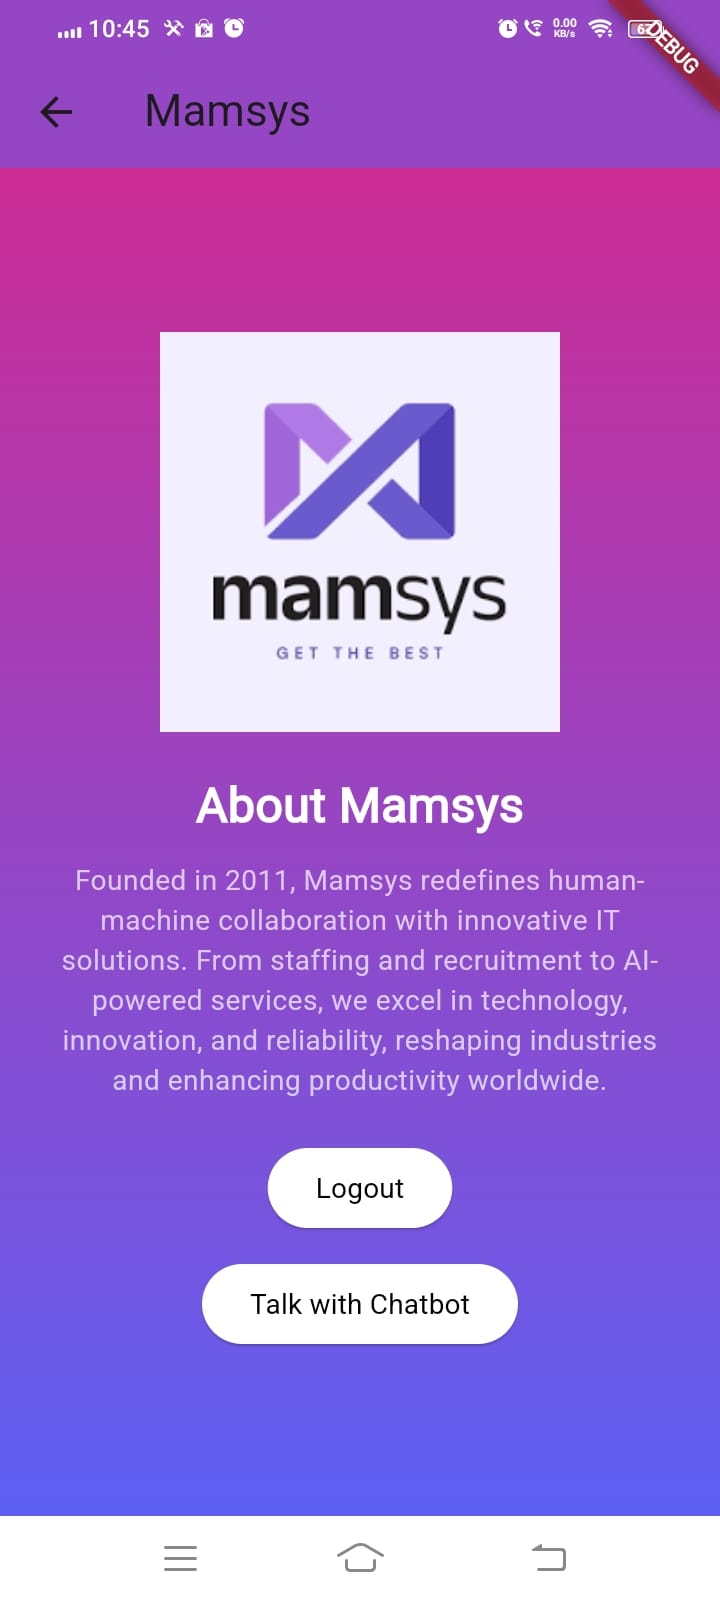 10:45
0.00
KB/s
67
DEBUG
Mamsys
mamsys
GET THE BEST
About Mamsys
Founded in 2011, Mamsys redefines human-
machine collaboration with innovative IT
solutions. From staffing and recruitment to AI-
powered services, we excel in technology,
innovation, and reliability, reshaping industries
and enhancing productivity worldwide.
Logout
Talk with Chatbot